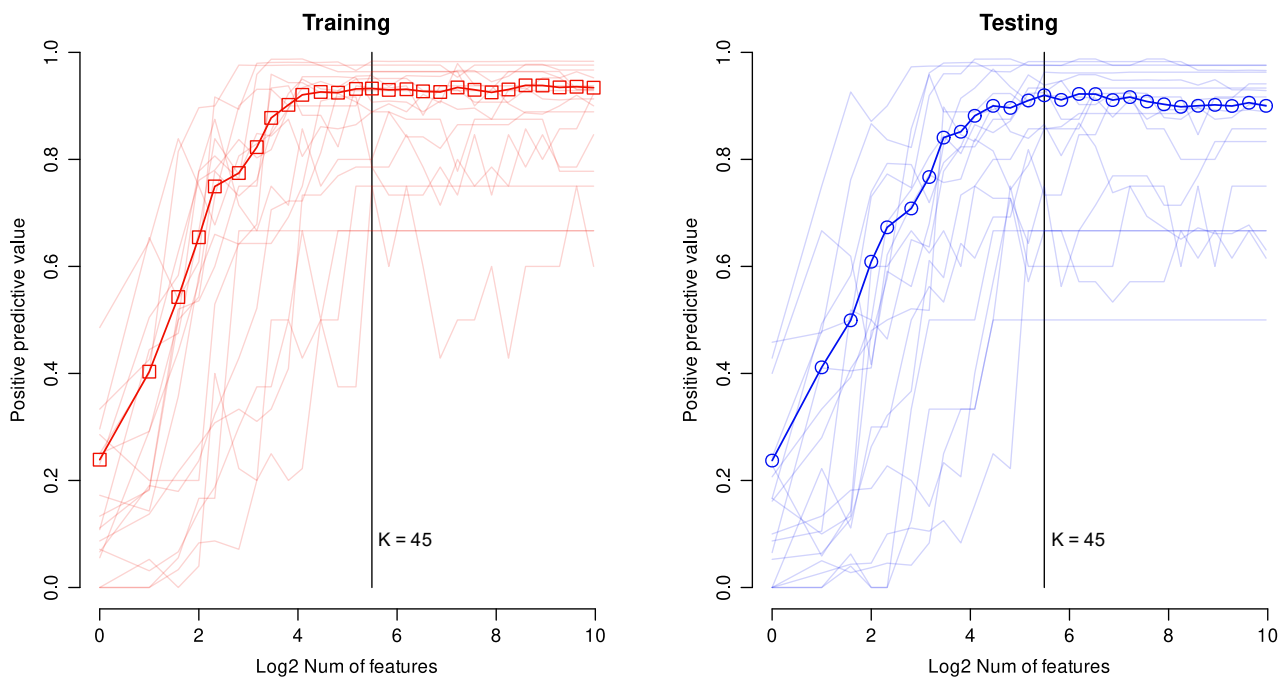 Training
Positive predictive value
1.0
0.8
0.6
0.4
0.2
0.0
K = 45
0 2 4 6 8 10
Log2 Num of features
Testing
Positive predictive value
1.0
0.8
0.6
0.4
0.2
0.0
K = 45
0 2 4 6 8 10
Log2 Num of features